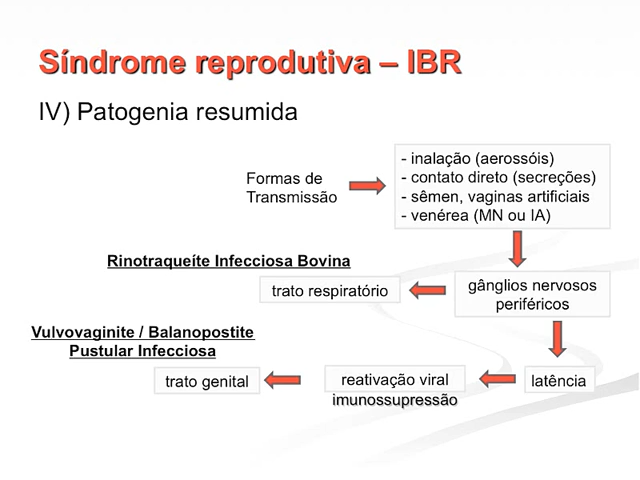 Síndrome reprodutiva – IBR
IV) Patogenia resumida
Formas de
Transmissão
- inalação (aerossóis)
- contato direto (secreções)
- sêmen, vaginas artificiais
- venérea (MN ou IA)
Rinotraqueíte Infecciosa Bovina
trato respiratório
gânglios nervosos
periféricos
Vulvovaginite / Balanopostite
Pustular Infecciosa
trato genital
reativação viral
imunossupressão
latência